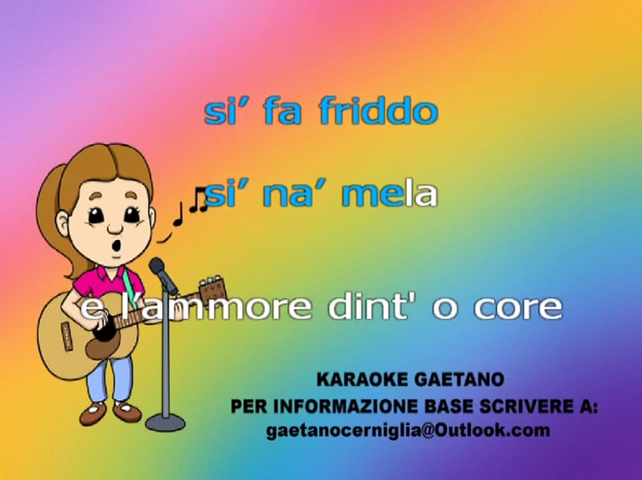 si’ fa friddo
si’ na’ mela
e l'ammore dint' o core
KARAOKE GAETANO
PER INFORMAZIONE BASE SCRIVERE A:
gaetanocerniglia@Outlook.com